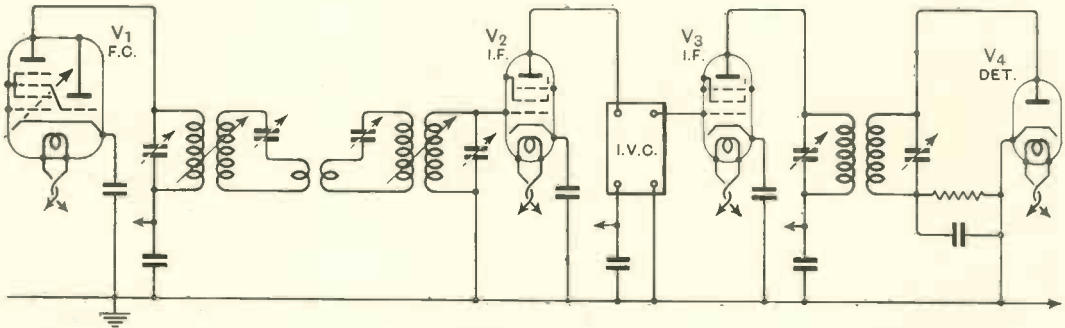 V1
F.C.
V2
I.F.
I.V.C.
V3
I.F.
V4
DET.